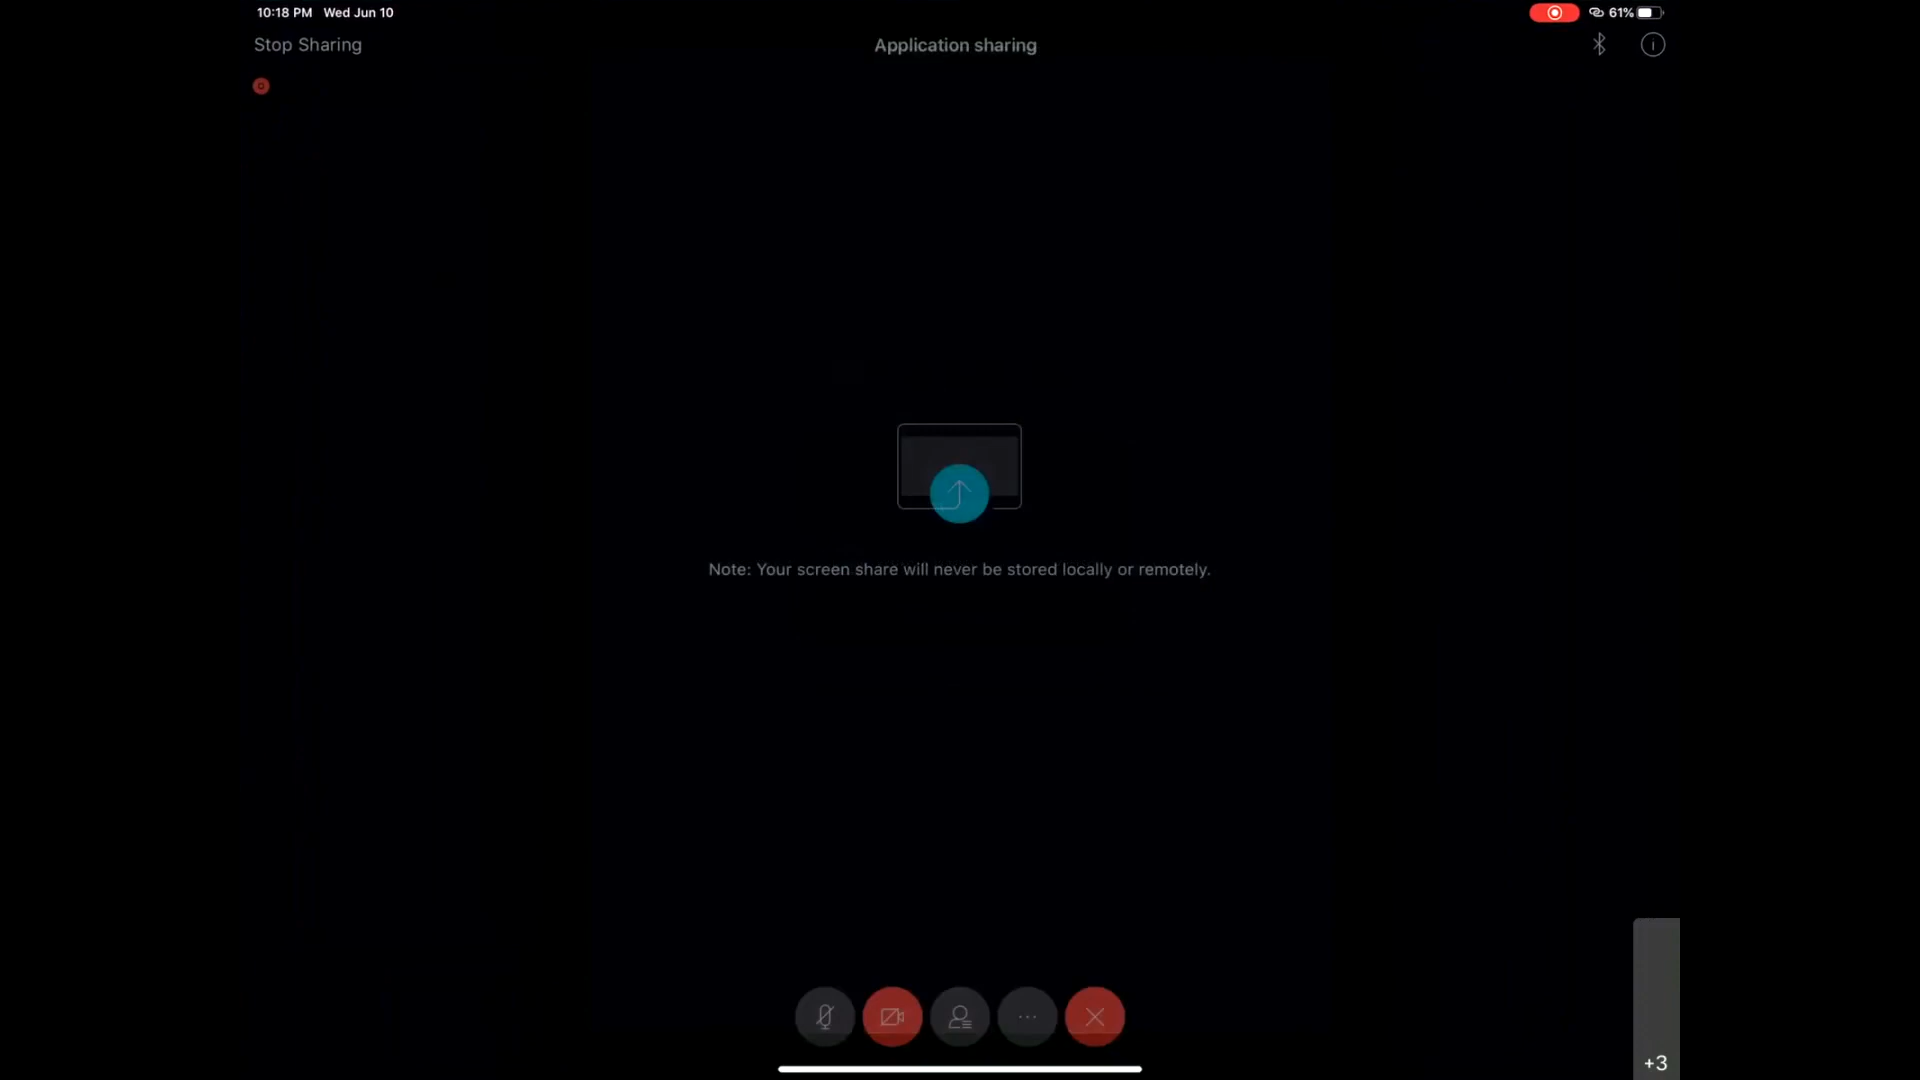 10:18 PM Wed Jun 10
61%
Stop Sharing
Application sharing
Note: Your screen share will never be stored locally or remotely.
+3